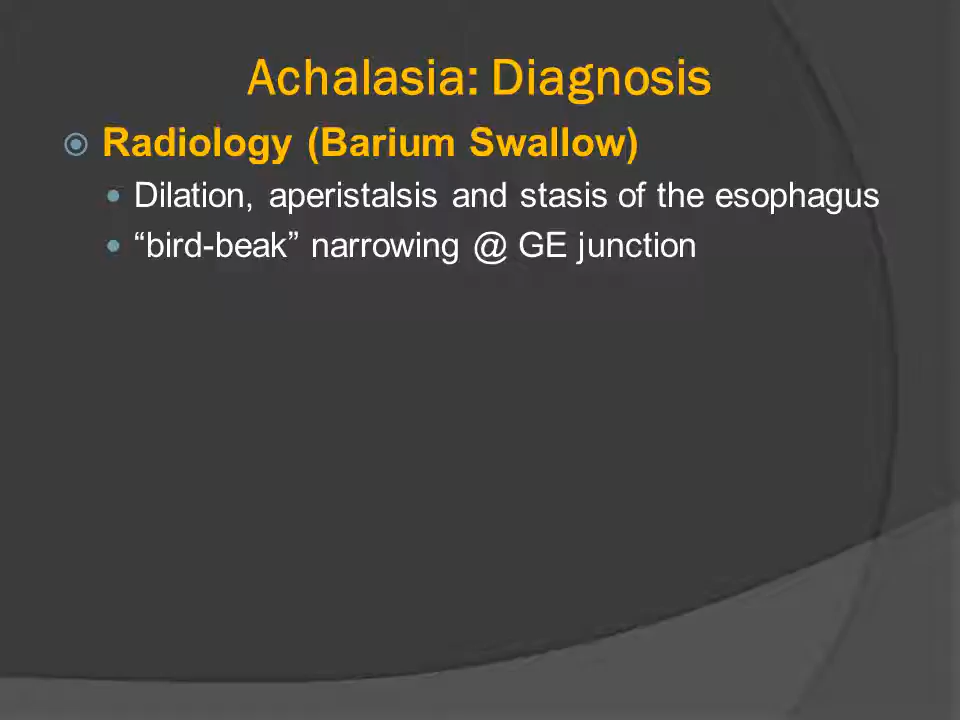 Achalasia: Diagnosis
Radiology (Barium Swallow)
Dilation, aperistalsis and stasis of the esophagus
“bird-beak” narrowing @ GE junction